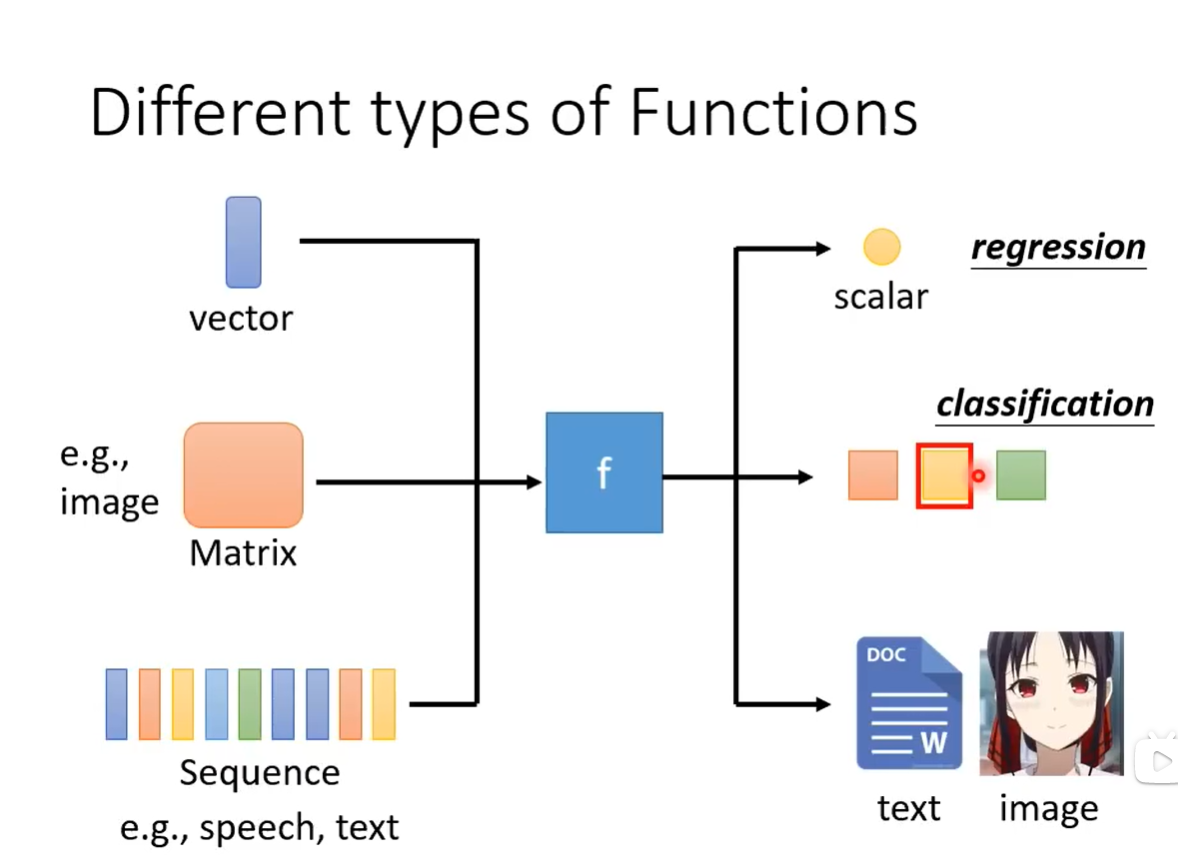 Different types of Functions
vector
regression
scalar
classification
e.g.,
image
f
Matrix
DOC
W
Sequence
e.g., speech, text
text
image